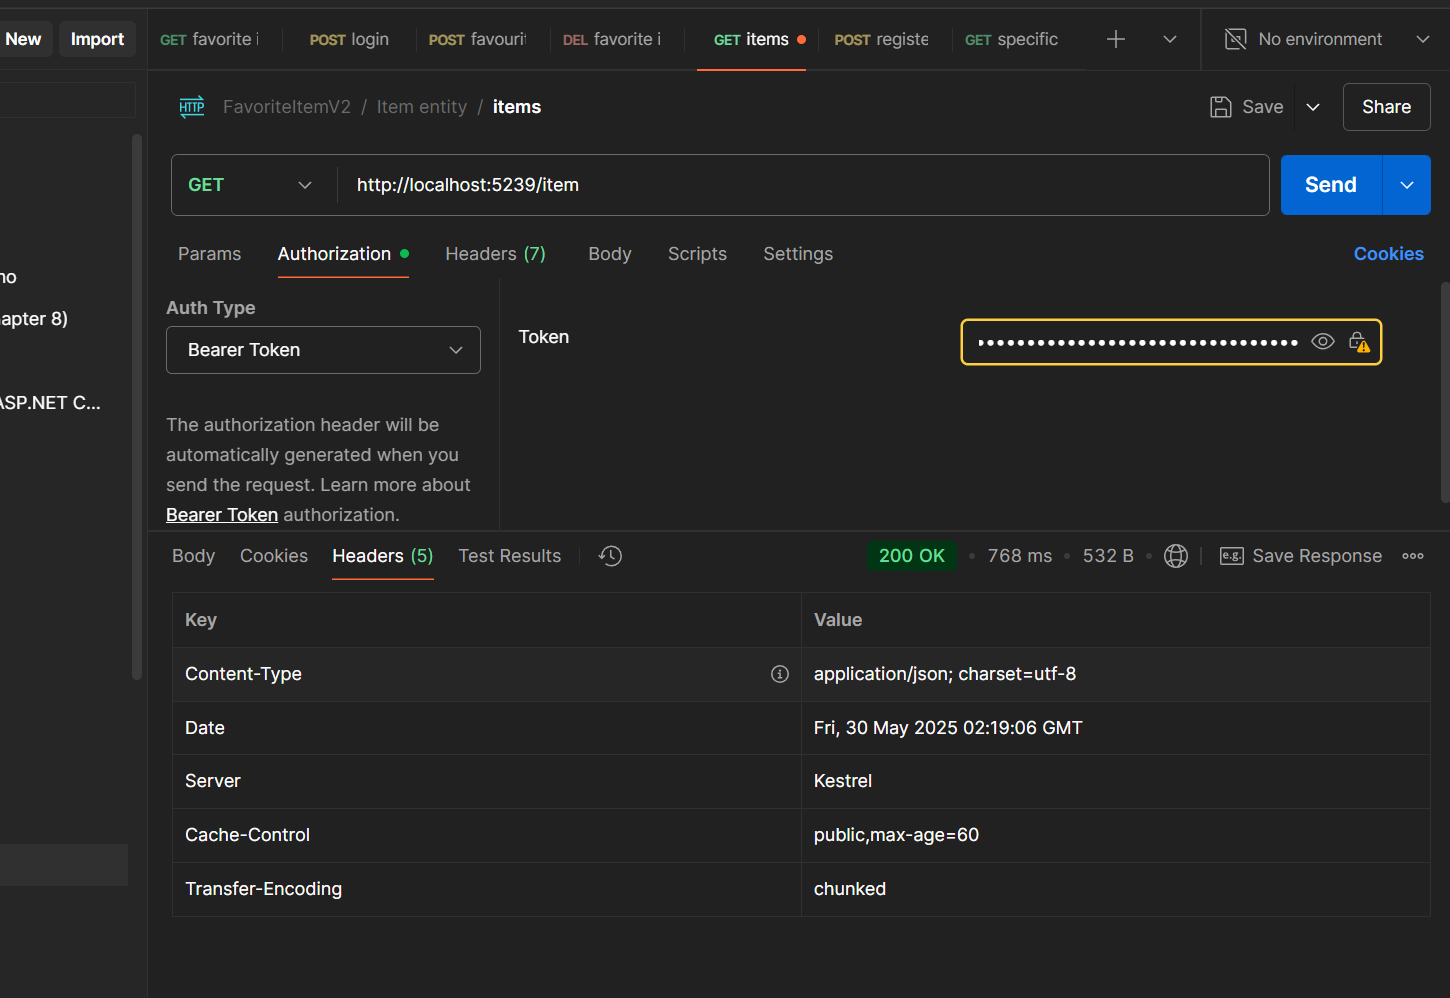 New Import GET favorite i POST login POST favouri DEL favorite i GET items POST registe GET specific No environment
HTTP FavoriteItemV2 / Item entity / items Save Share
GET http://localhost:5239/item Send
Params Authorization Headers (7) Body Scripts Settings Cookies
no
apter 8)
ASP.NET C...
Auth Type
Bearer Token
Token
The authorization header will be
automatically generated when you
send the request. Learn more about
Bearer Token authorization.
Body Cookies Headers (5) Test Results 200 OK • 768 ms • 532 B • e.g. Save Response
Key Value
Content-Type application/json; charset=utf-8
Date Fri, 30 May 2025 02:19:06 GMT
Server Kestrel
Cache-Control public,max-age=60
Transfer-Encoding chunked